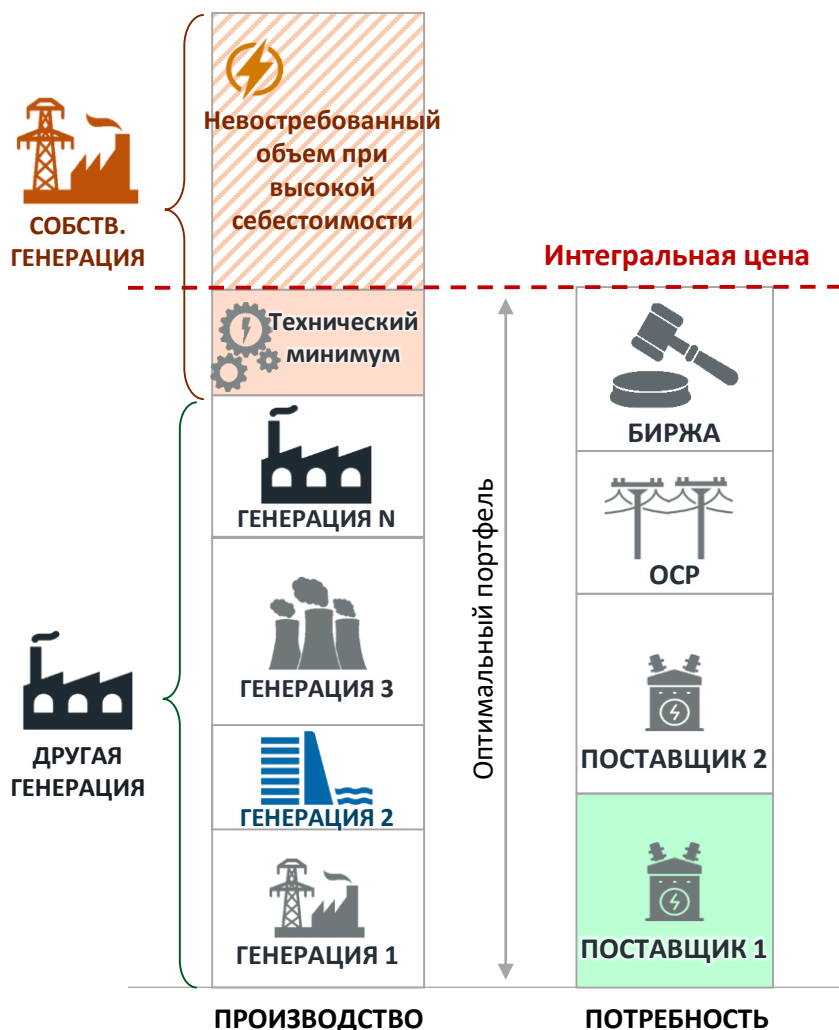 Невостребованный
объем при
высокой
себестоимости
СОБСТВ.
ГЕНЕРАЦИЯ
Интегральная цена
Технический
минимум
БИРЖА
ГЕНЕРАЦИЯ N
ОСР
Оптимальный портфель
ГЕНЕРАЦИЯ 3
ДРУГАЯ
ГЕНЕРАЦИЯ
ПОСТАВЩИК 2
ГЕНЕРАЦИЯ 2
ГЕНЕРАЦИЯ 1
ПОСТАВЩИК 1
ПРОИЗВОДСТВО
ПОТРЕБНОСТЬ